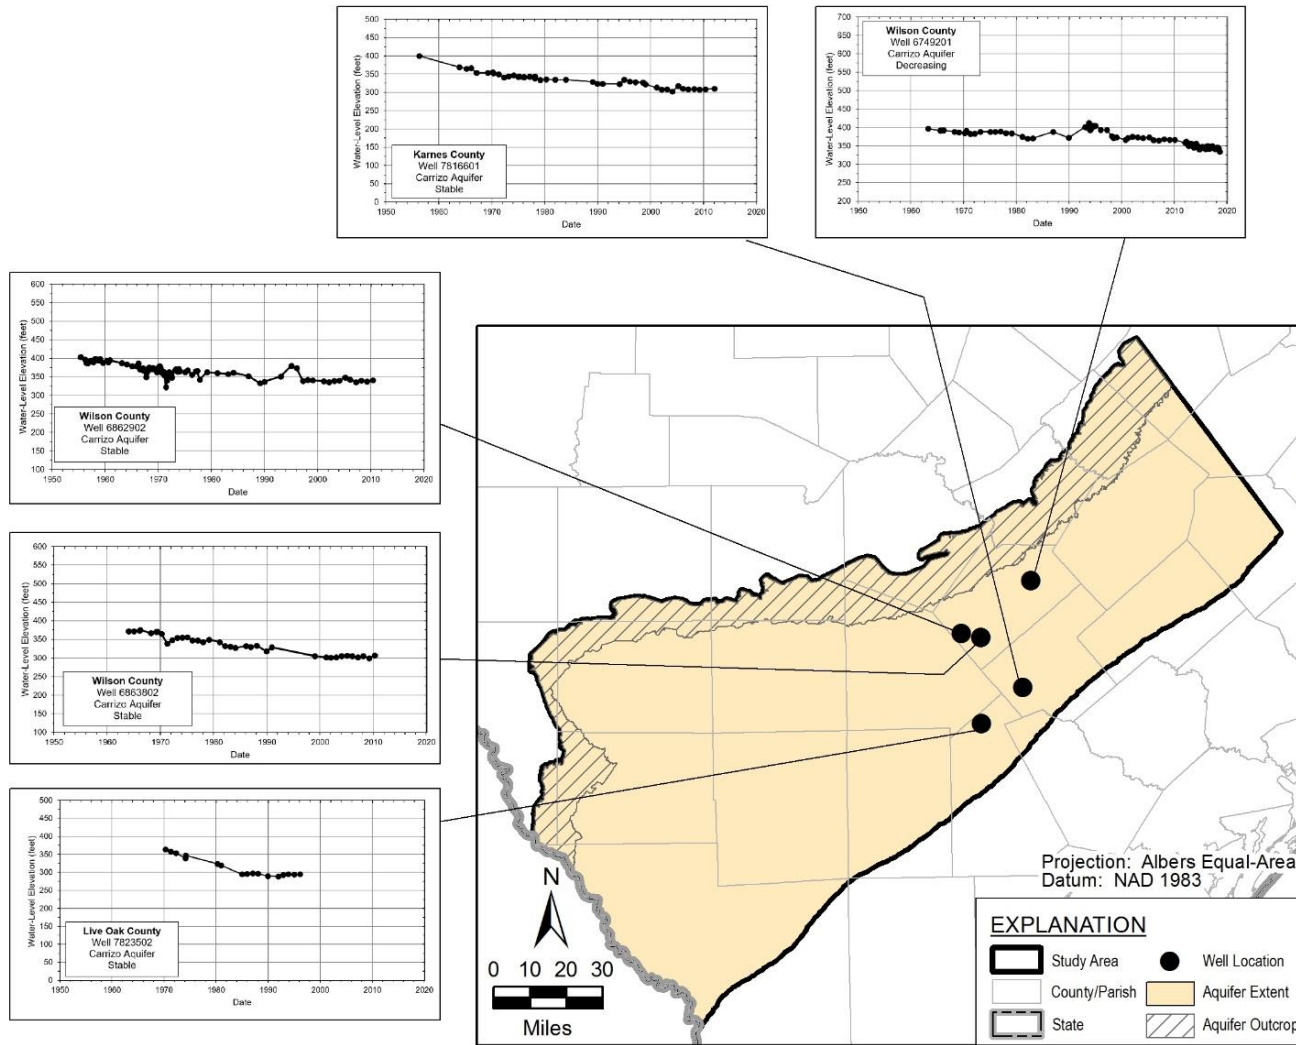 500
450
400
350
300
250
200
150
100
50
0
Water-Level Elevation (feet)
Karnes County
Well 7816601
Carrizo Aquifer
Stable
1950 1960 1970 1980 1990 2000 2010 2020
Date
700
650
600
550
500
450
400
350
300
250
200
Water-Level Elevation (feet)
Wilson County
Well 6749201
Carrizo Aquifer
Decreasing
1950 1960 1970 1980 1990 2000 2010 2020
Date
600
550
500
450
400
350
300
250
200
150
100
Water-Level Elevation (feet)
Wilson County
Well 6862902
Carrizo Aquifer
Stable
1950 1960 1970 1980 1990 2000 2010 2020
Date
600
550
500
450
400
350
300
250
200
150
100
Water-Level Elevation (feet)
Wilson County
Well 6863802
Carrizo Aquifer
Stable
1950 1960 1970 1980 1990 2000 2010 2020
Date
500
450
400
350
300
250
200
150
100
50
0
Water-Level Elevation (feet)
Live Oak County
Well 7823502
Carrizo Aquifer
Stable
1950 1960 1970 1980 1990 2000 2010 2020
Date
N
0 10 20 30
Miles
Projection: Albers Equal-Area
Datum: NAD 1983
EXPLANATION
Study Area
Well Location
County/Parish
Aquifer Extent
State
Aquifer Outcrop